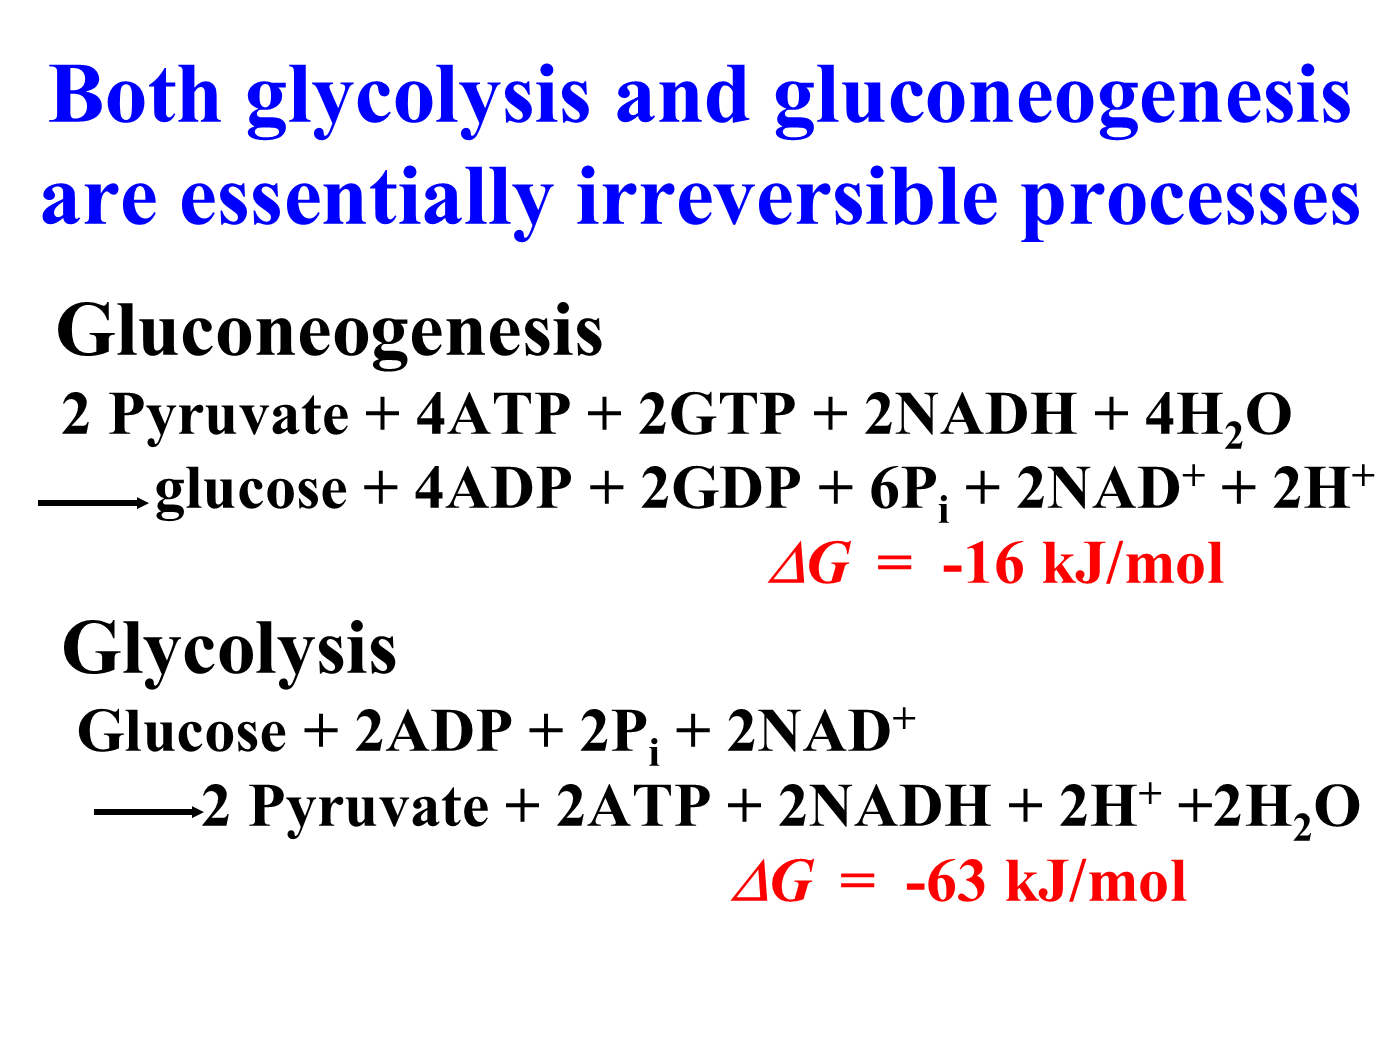 Both glycolysis and gluconeogenesis
are essentially irreversible processes
Gluconeogenesis
2 Pyruvate + 4ATP + 2GTP + 2NADH + 4H₂O
⟶ glucose + 4ADP + 2GDP + 6Pᵢ + 2NAD⁺ + 2H⁺
ΔG = -16 kJ/mol
Glycolysis
Glucose + 2ADP + 2Pᵢ + 2NAD⁺
⟶2 Pyruvate + 2ATP + 2NADH + 2H⁺ +2H₂O
ΔG = -63 kJ/mol